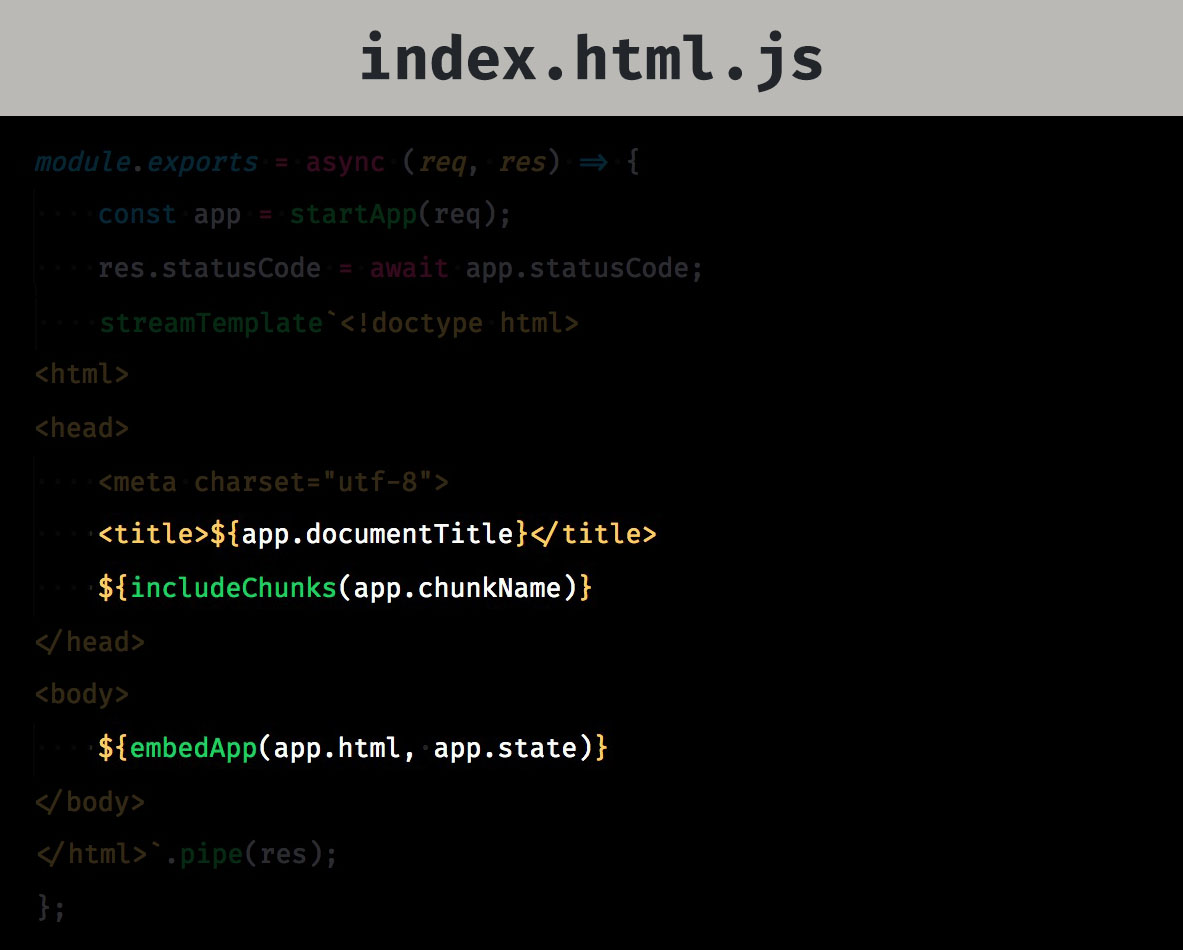 index.html.js
module.exports = async (req, res) => {
    const app = startApp(req);
    res.statusCode = await app.statusCode;
    streamTemplate`<!doctype html>
<html>
<head>
    <meta charset="utf-8">
    <title>${app.documentTitle}</title>
    ${includeChunks(app.chunkName)}
</head>
<body>
    ${embedApp(app.html, app.state)}
</body>
</html>`.pipe(res);
};